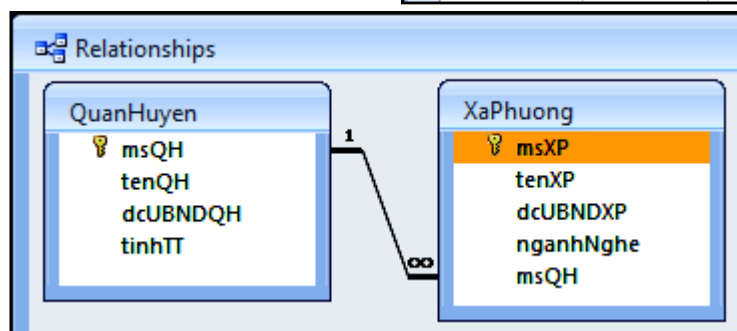 Relationships
QuanHuyen
msQH
tenQH
dcUBNDQH
tinhTT
1
∞
XaPhuong
msXP
tenXP
dcUBNDXP
nganhNghe
msQH